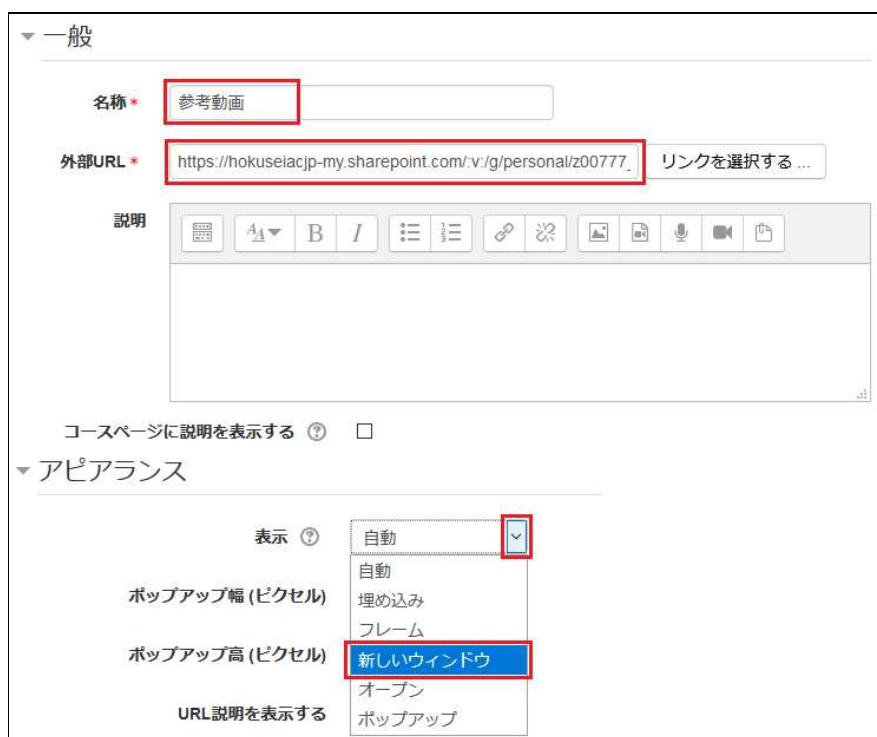 一般
名称*
参考動画
外部URL*
https://hokuseiacjp-my.sharepoint.com/:v:/g/personal/z00777_
リンクを選択する ...
説明
B I
コースページに説明を表示する
アピアランス
表示
自動
自動
ポップアップ幅 (ピクセル)
埋め込み
フレーム
ポップアップ高 (ピクセル)
新しいウィンドウ
オープン
URL説明を表示する
ポップアップ